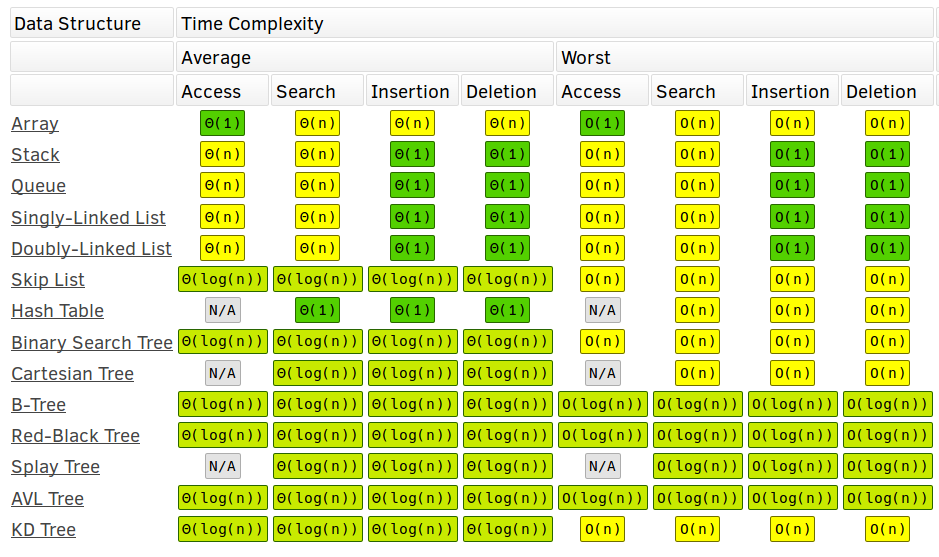 Data Structure Time Complexity
Average Worst
Access Search Insertion Deletion Access Search Insertion Deletion
Array Θ(1) Θ(n) Θ(n) Θ(n) O(1) O(n) O(n) O(n)
Stack Θ(n) Θ(n) Θ(1) Θ(1) O(n) O(n) O(1) O(1)
Queue Θ(n) Θ(n) Θ(1) Θ(1) O(n) O(n) O(1) O(1)
Singly-Linked List Θ(n) Θ(n) Θ(1) Θ(1) O(n) O(n) O(1) O(1)
Doubly-Linked List Θ(n) Θ(n) Θ(1) Θ(1) O(n) O(n) O(1) O(1)
Skip List Θ(log(n)) Θ(log(n)) Θ(log(n)) Θ(log(n)) O(n) O(n) O(n) O(n)
Hash Table N/A Θ(1) Θ(1) Θ(1) N/A O(n) O(n) O(n)
Binary Search Tree Θ(log(n)) Θ(log(n)) Θ(log(n)) Θ(log(n)) O(n) O(n) O(n) O(n)
Cartesian Tree N/A Θ(log(n)) Θ(log(n)) Θ(log(n)) N/A O(n) O(n) O(n)
B-Tree Θ(log(n)) Θ(log(n)) Θ(log(n)) Θ(log(n)) O(log(n)) O(log(n)) O(log(n)) O(log(n))
Red-Black Tree Θ(log(n)) Θ(log(n)) Θ(log(n)) Θ(log(n)) O(log(n)) O(log(n)) O(log(n)) O(log(n))
Splay Tree N/A Θ(log(n)) Θ(log(n)) Θ(log(n)) N/A O(log(n)) O(log(n)) O(log(n))
AVL Tree Θ(log(n)) Θ(log(n)) Θ(log(n)) Θ(log(n)) O(log(n)) O(log(n)) O(log(n)) O(log(n))
KD Tree Θ(log(n)) Θ(log(n)) Θ(log(n)) Θ(log(n)) O(n) O(n) O(n) O(n)